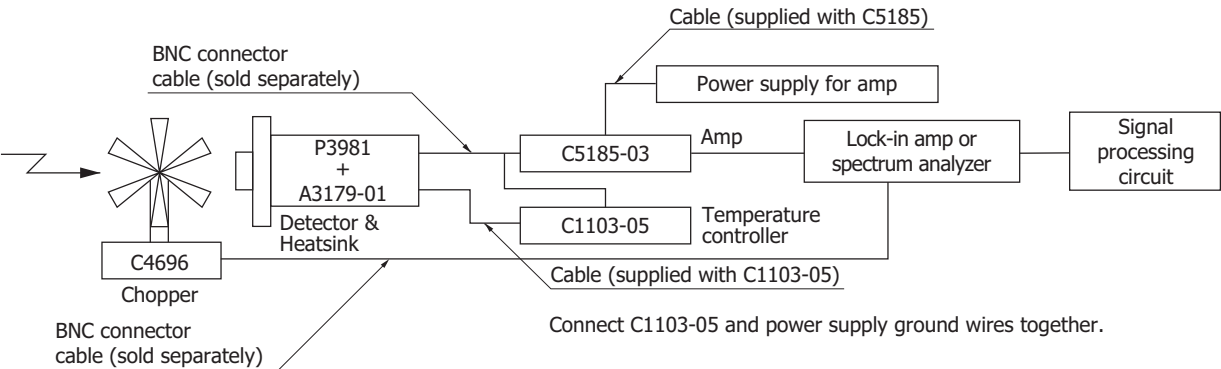 Cable (supplied with C5185)
BNC connector
cable (sold separately)
Power supply for amp
P3981
+
A3179-01
Detector &
Heatsink
C5185-03
Amp
Lock-in amp or
spectrum analyzer
Signal
processing
circuit
C1103-05
Temperature
controller
C4696
Chopper
Cable (supplied with C1103-05)
BNC connector
cable (sold separately)
Connect C1103-05 and power supply ground wires together.